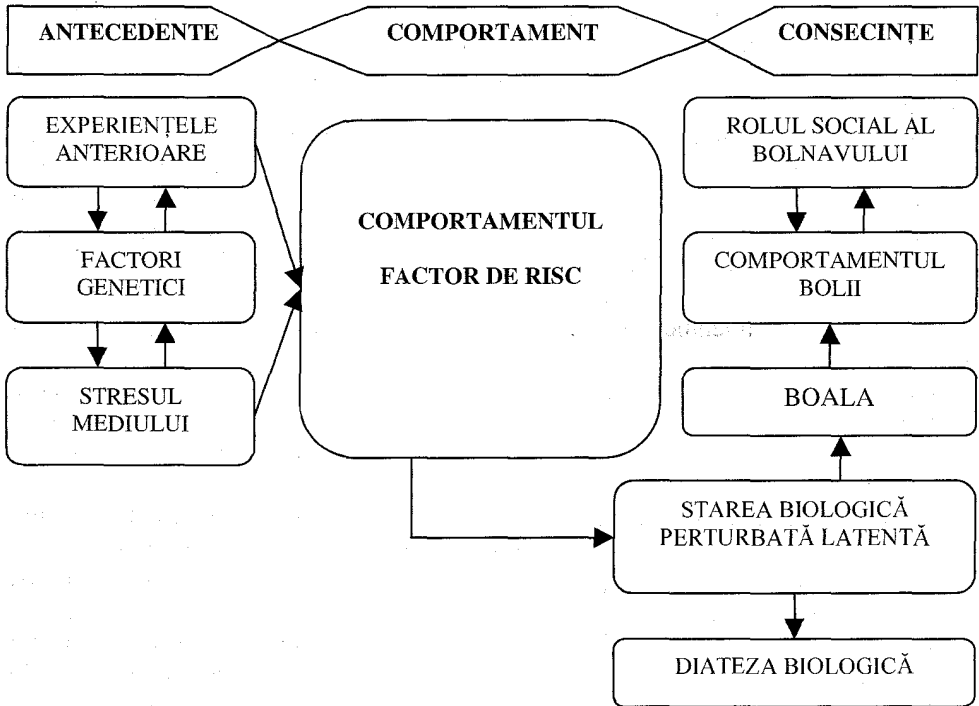 ANTECEDENTE
COMPORTAMENT
CONSECINȚE
EXPERIENȚELE
ANTERIOARE
FACTORI
GENETICI
STRESUL
MEDIULUI
COMPORTAMENTUL
FACTOR DE RISC
ROLUL SOCIAL AL
BOLNAVULUI
COMPORTAMENTUL
BOLII
BOALA
STAREA BIOLOGICĂ
PERTURBATĂ LATENTĂ
DIATEZA BIOLOGICĂ